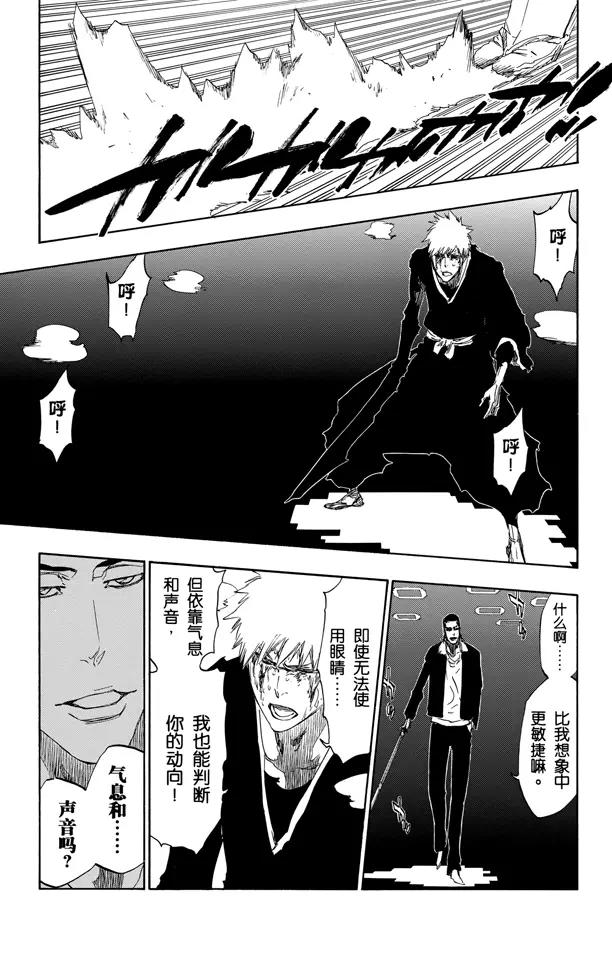 ガガガガガガッ
呼！
呼！
呼！
呼！
什么啊……
比我想象中
更敏捷嘛。
即使无法使
用眼睛……
但依靠气息
和声音，
我也能判断
你的动向！
气息和……
声音吗？